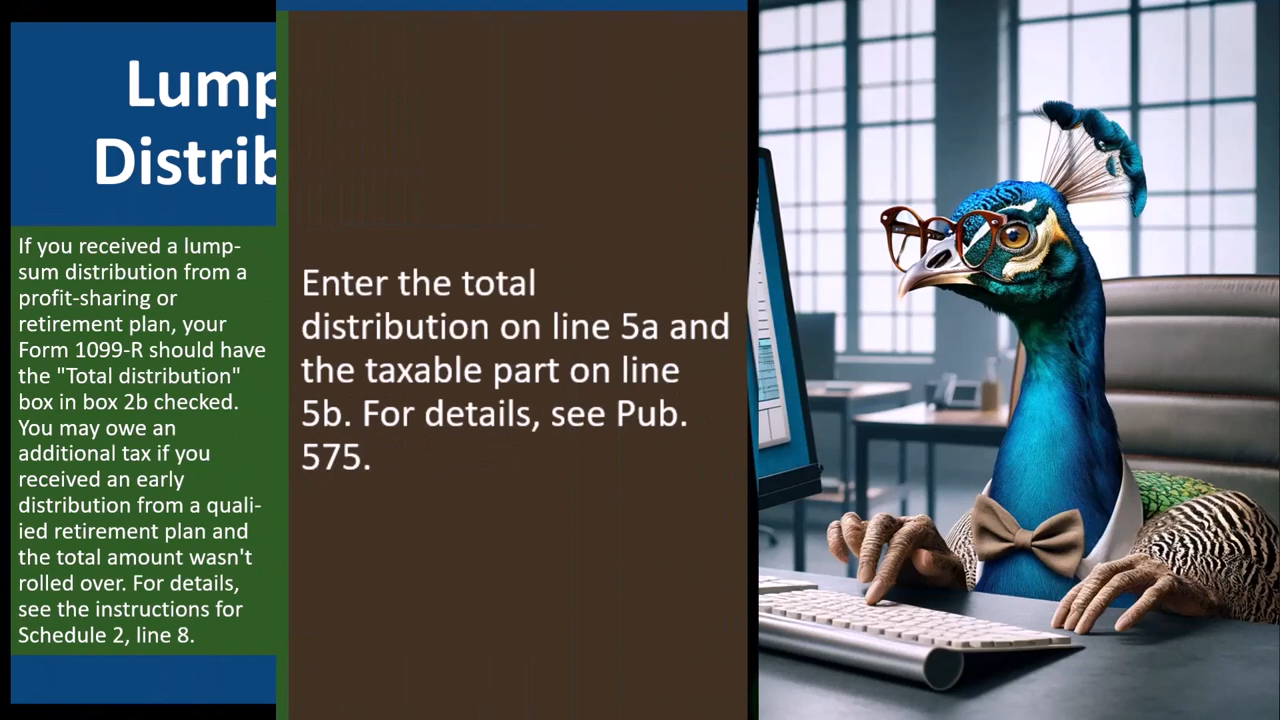 Lump
Distrib
If you received a lump-
sum distribution from a
profit-sharing or
retirement plan, your
Form 1099-R should have
the "Total distribution"
box in box 2b checked.
You may owe an
additional tax if you
received an early
distribution from a quali-
ied retirement plan and
the total amount wasn't
rolled over. For details,
see the instructions for
Schedule 2, line 8.
Enter the total
distribution on line 5a and
the taxable part on line
5b. For details, see Pub.
575.